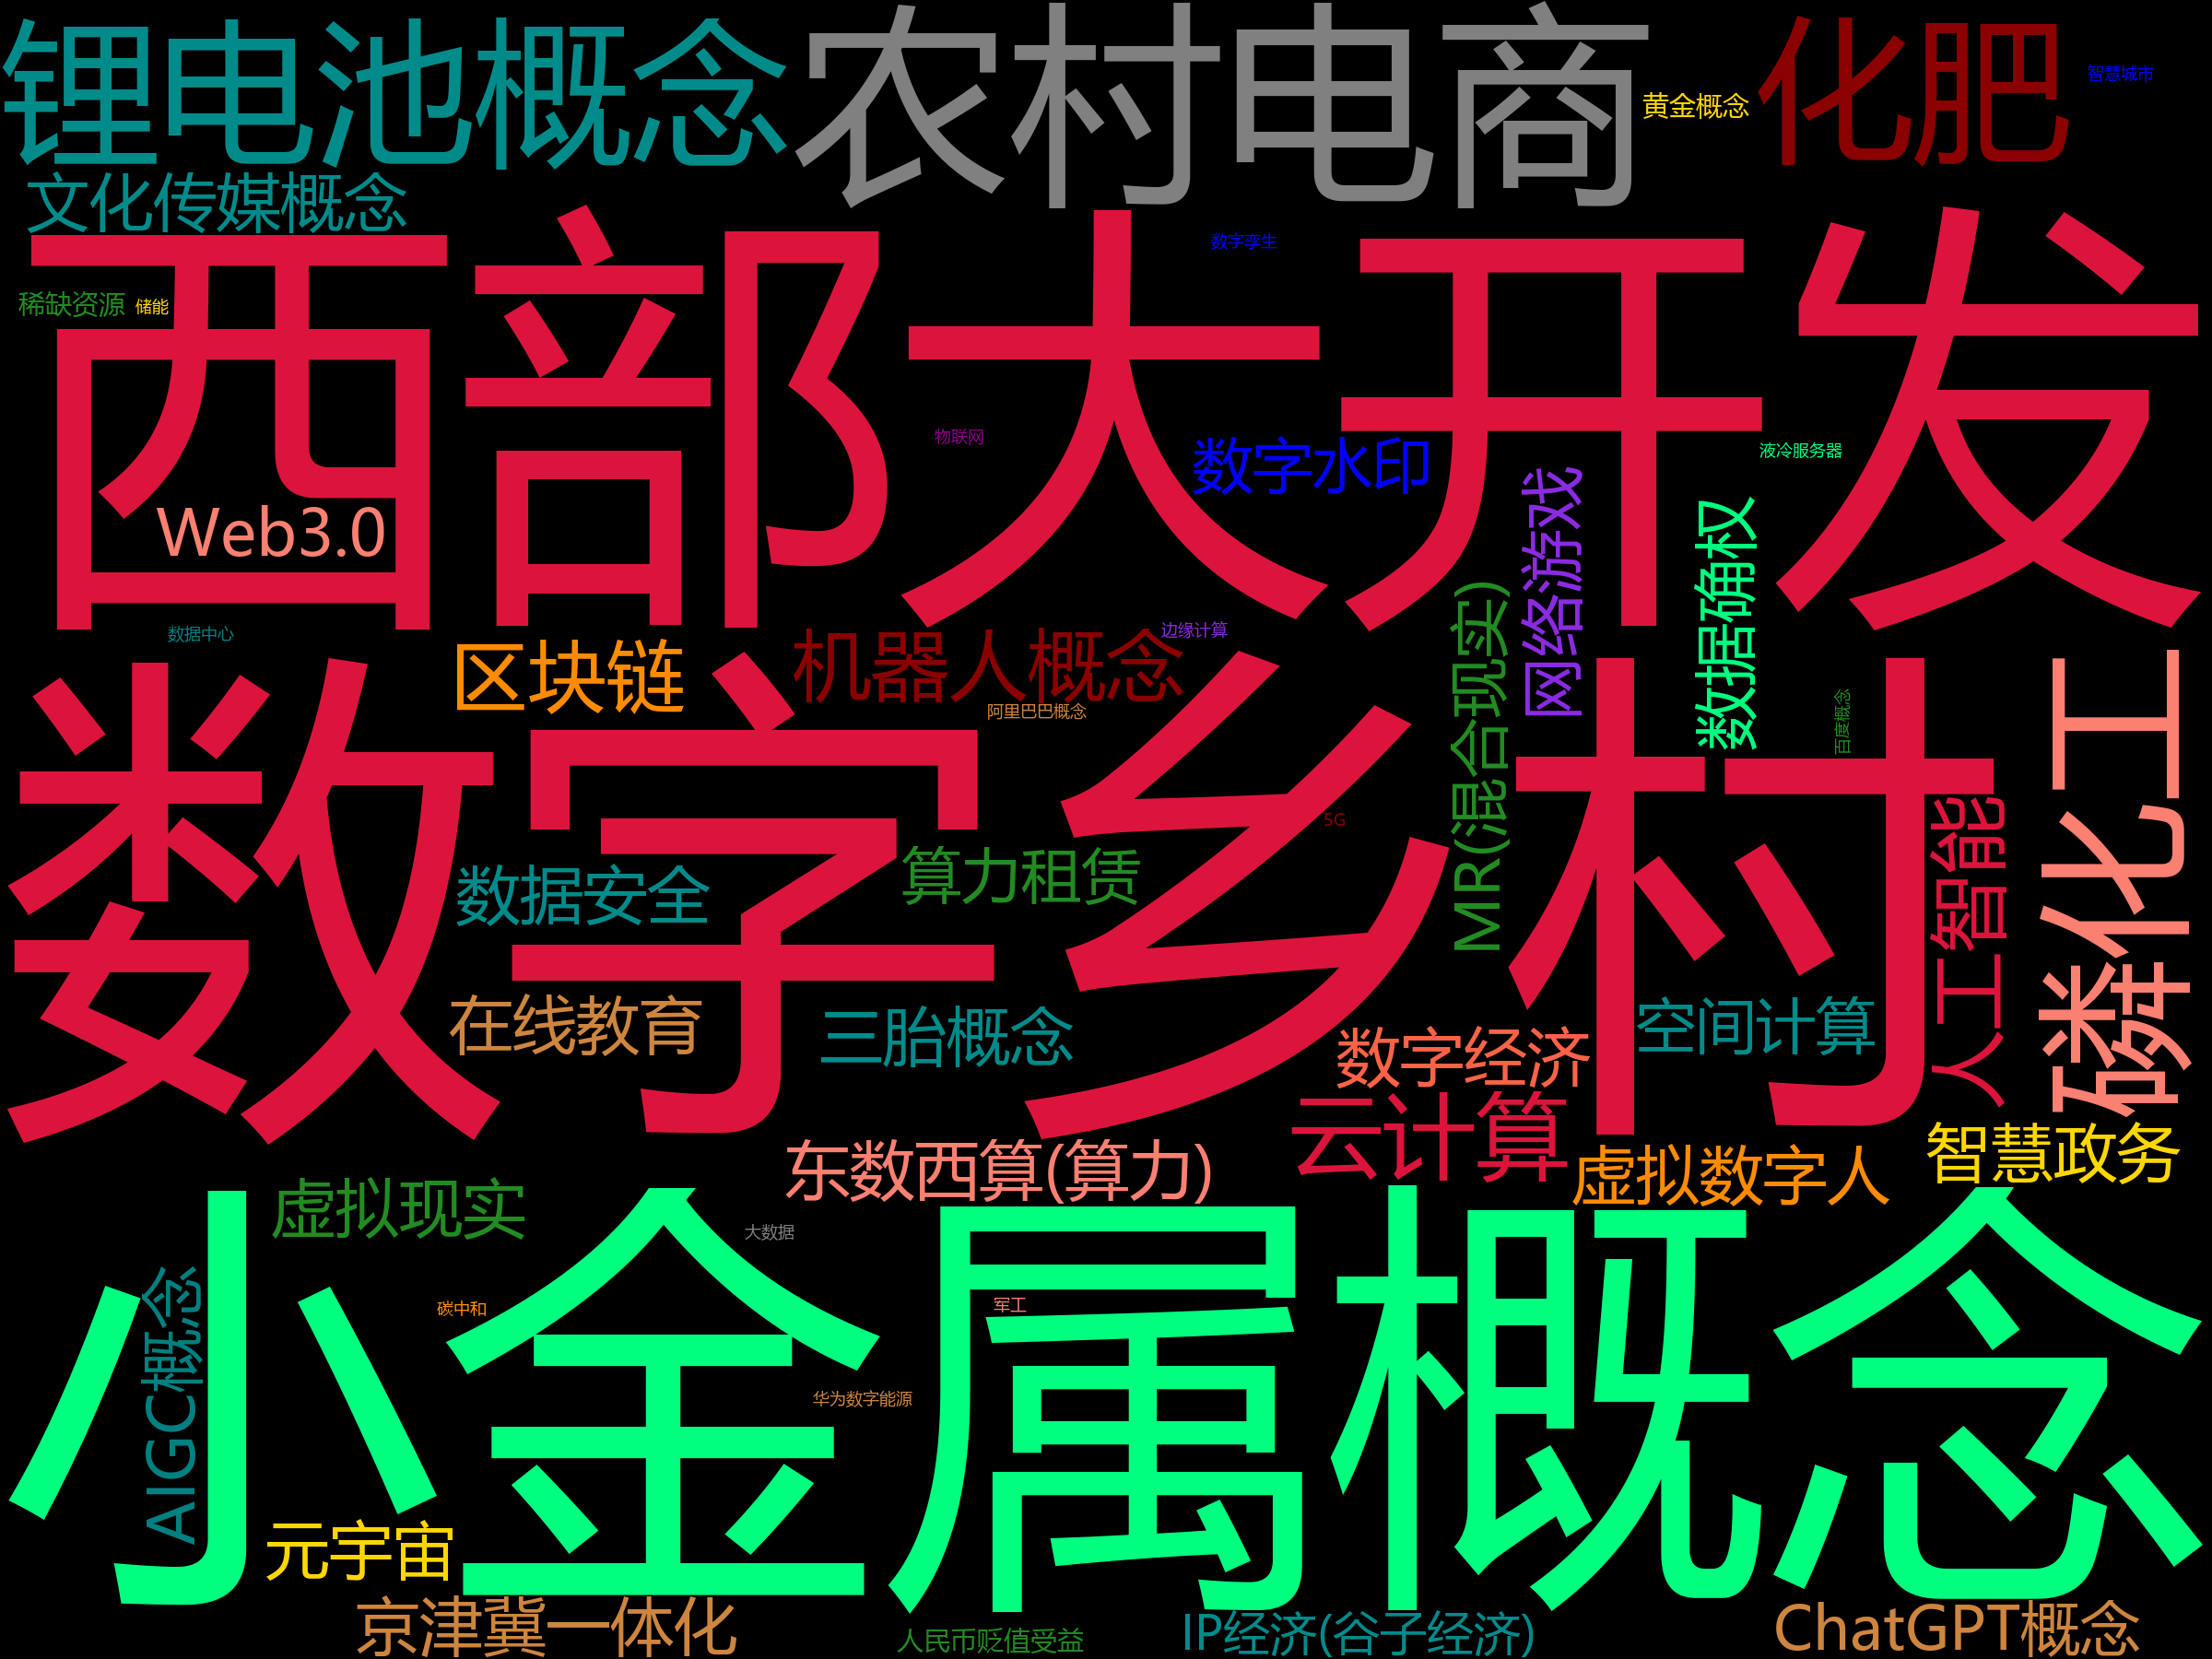 锂电池概念
农村电商
化肥
智慧城市
黄金概念
文化传媒概念
西部大开发
数字孪生
稀缺资源
储能
物联网
数字水印
液冷服务器
网络游戏
数据确权
Web3.0
数据中心
区块链
机器人概念
边缘计算
MR(混合现实)
阿里巴巴概念
百度概念
数字乡村
5G
磷化工
人工智能
数据安全
算力租赁
在线教育
三胎概念
数字经济
空间计算
云计算
东数西算(算力)
虚拟数字人
智慧政务
虚拟现实
大数据
小金属概念
AIGC概念
碳中和
军工
华为数字能源
元宇宙
京津冀一体化
人民币贬值受益
IP经济(谷子经济)
ChatGPT概念